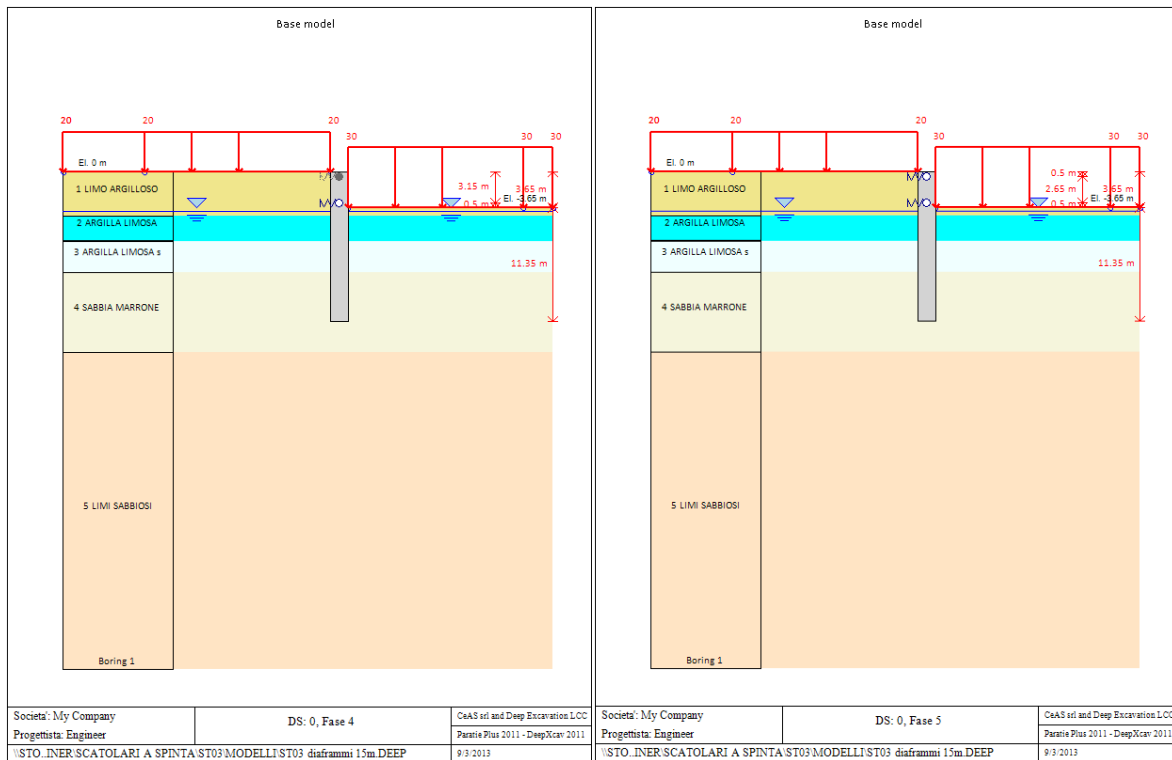 Base model
20
20
20
30
30
30
El. 0 m
1 LIMO ARGILLOSO
3.15 m
3.65 m
0.5 m
El. -3.65 m
2 ARGILLA LIMOSA
3 ARGILLA LIMOSA s
11.35 m
4 SABBIA MARRONE
5 LIMI SABBIOSI
Boring 1
Societa': My Company
Progettista: Engineer
DS: 0, Fase 4
CeAS srl and Deep Excavation LCC
Paratie Plus 2011 - DeepXcav 2011
\\STO..INER\SCATOLARI A SPINTA\ST03\MODELLI\ST03 diaframmi 15m.DEEP
9/3/2013
Base model
20
20
20
30
30
30
El. 0 m
0.5 m
1 LIMO ARGILLOSO
2.65 m
3.65 m
0.5 m
El. -3.65 m
2 ARGILLA LIMOSA
3 ARGILLA LIMOSA s
11.35 m
4 SABBIA MARRONE
5 LIMI SABBIOSI
Boring 1
Societa': My Company
Progettista: Engineer
DS: 0, Fase 5
CeAS srl and Deep Excavation LCC
Paratie Plus 2011 - DeepXcav 2011
\\STO..INER\SCATOLARI A SPINTA\ST03\MODELLI\ST03 diaframmi 15m.DEEP
9/3/2013